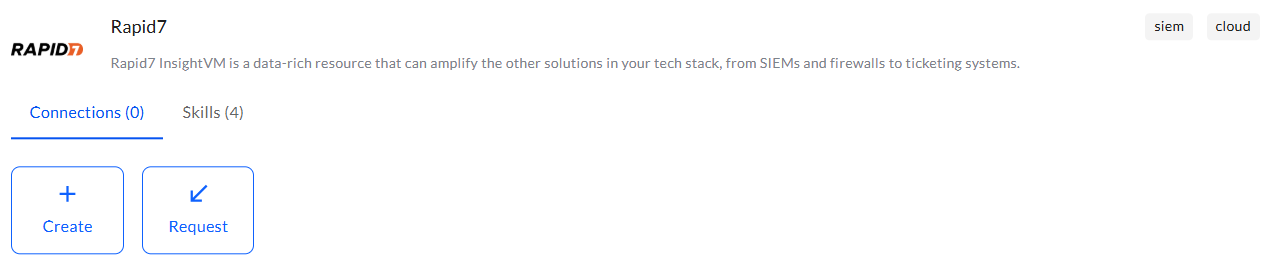 Rapid7
siem cloud
RAPID7
Rapid7 InsightVM is a data-rich resource that can amplify the other solutions in your tech stack, from SIEMs and firewalls to ticketing systems.
Connections (0) Skills (4)
Create Request